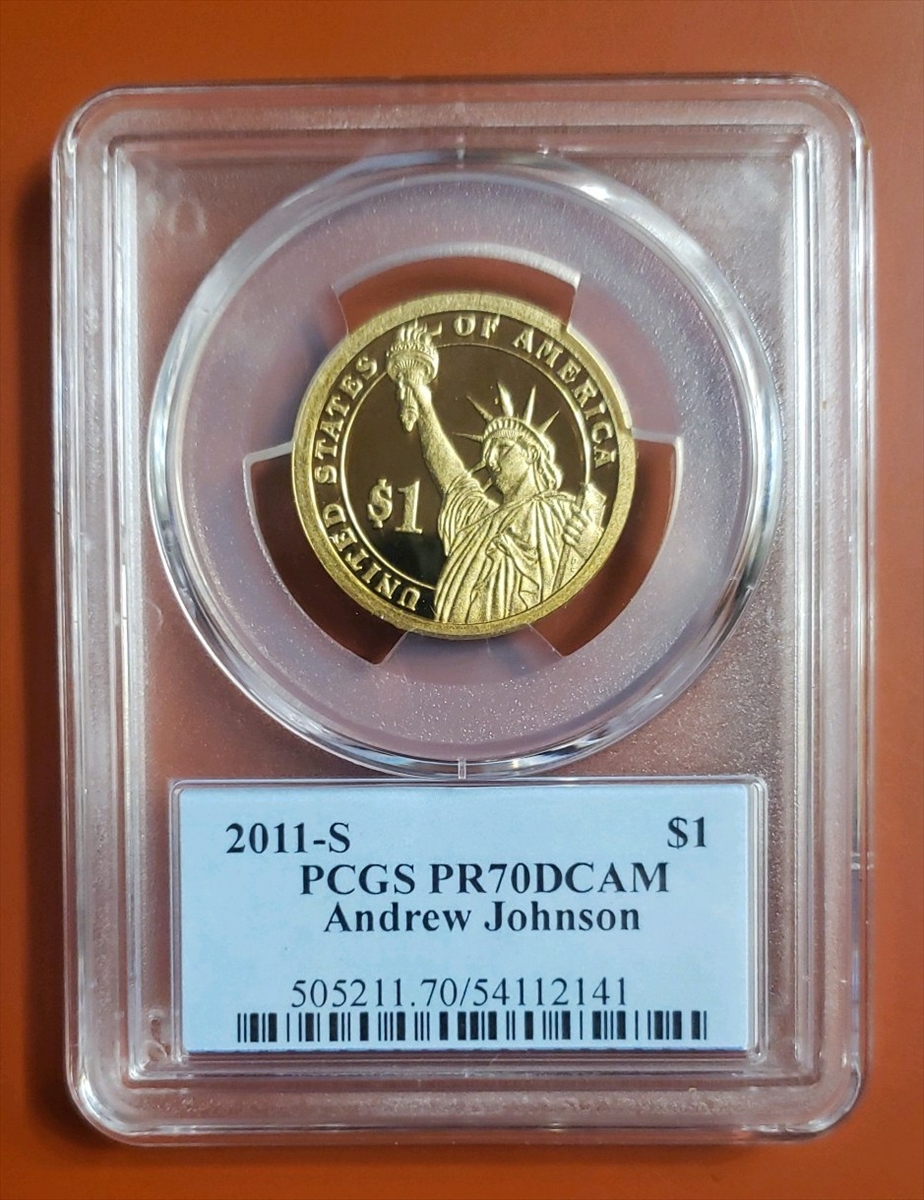 UNITED STATES OF AMERICA
$1
2011-S $1
PCGS PR70DCAM
Andrew Johnson
505211.70/54112141